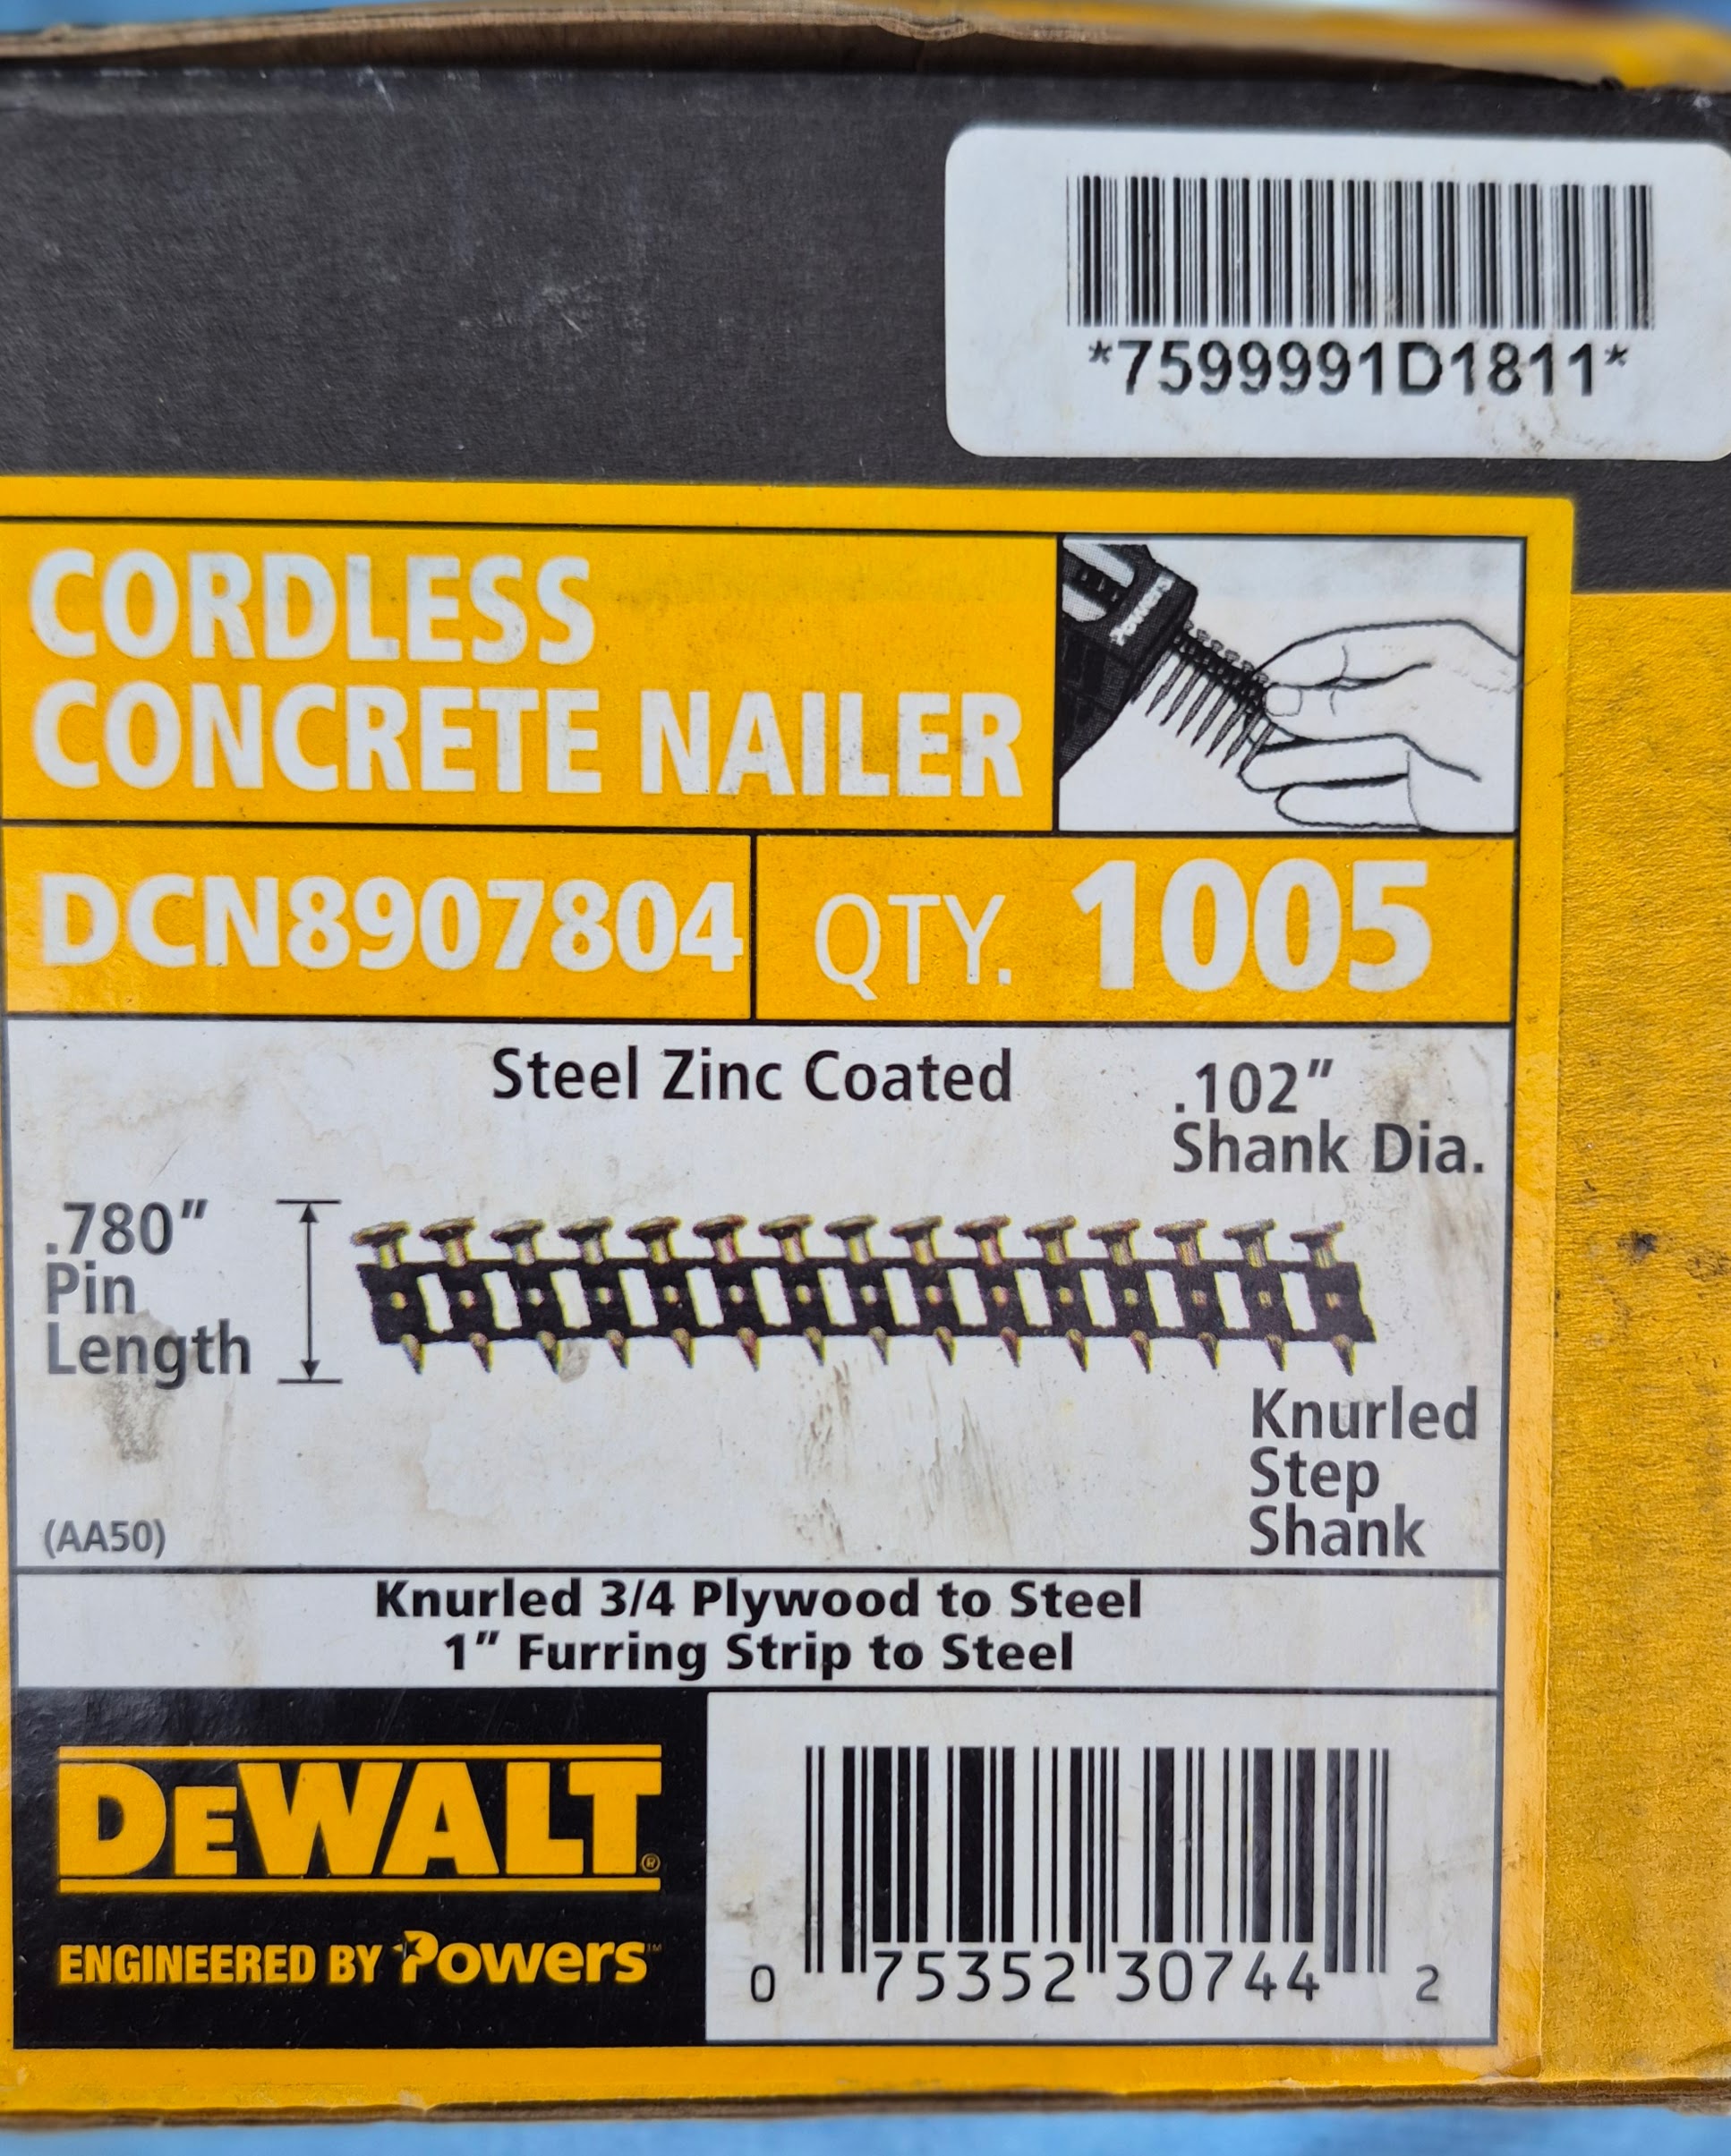 *7599991D1811*
CORDLESS
CONCRETE NAILER
POWERS
DCN8907804
QTY. 1005
Steel Zinc Coated
.102”
Shank Dia.
.780”
Pin
Length
Knurled
Step
Shank
(AA50)
Knurled 3/4 Plywood to Steel
1” Furring Strip to Steel
DEWALT®
ENGINEERED BY Powers™
0 75352 30744 2